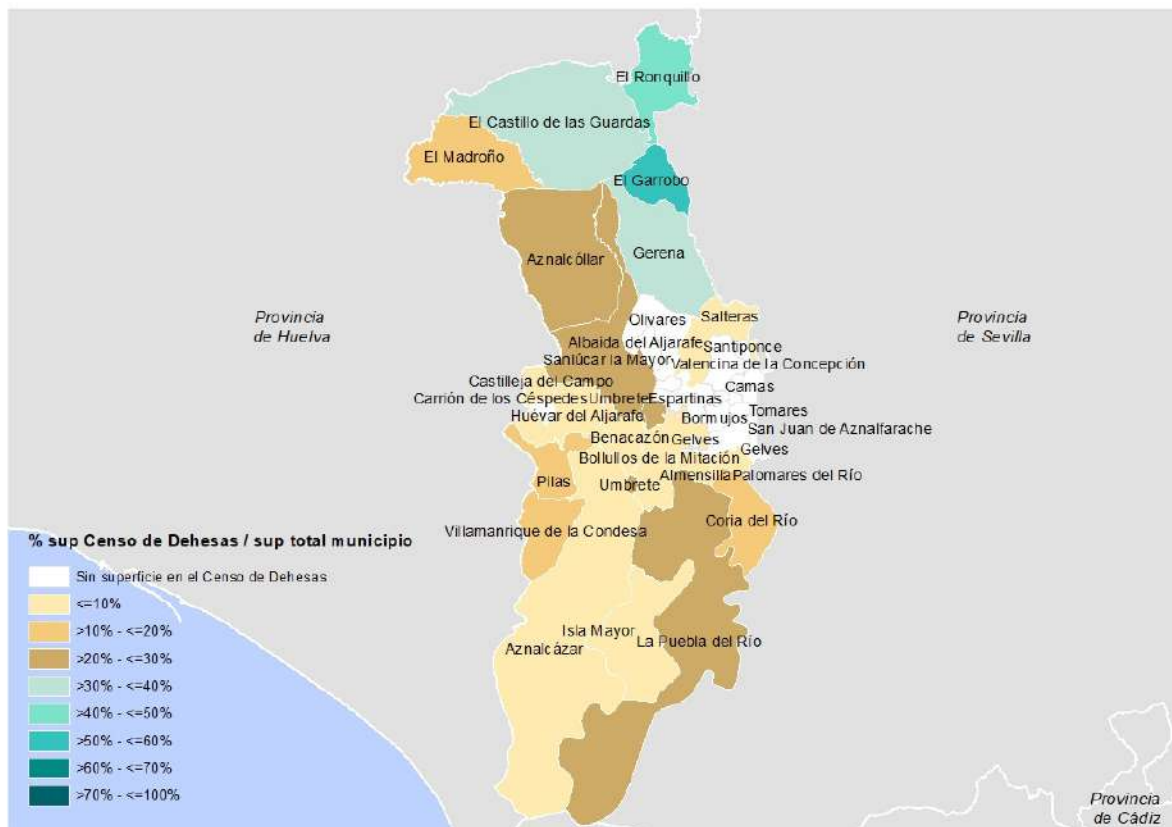 El Ronquillo
El Castillo de las Guardas
El Madroño
El Garrobo
Gerena
Aznalcóllar
Provincia
de Huelva
Provincia
de Sevilla
Olivares
Salteras
Albaida del Aljarafe
Santiponce
Sanlúcar la Mayor
Valencina de la Concepción
Castilleja del Campo
Camas
Carrión de los Céspedes
Umbrete
Espartinas
Huévar del Aljarafe
Bormujos
Tomares
San Juan de Aznalfarache
Benacazón
Gelves
Gelves
Bollullos de la Mitación
Almensilla
Palomares del Río
Pilas
Umbrete
Villamanrique de la Condesa
Coria del Río
Isla Mayor
La Puebla del Río
Aznalcázar
% sup Censo de Dehesas / sup total municipio
Sin superficie en el Censo de Dehesas
<=10%
>10% - <=20%
>20% - <=30%
>30% - <=40%
>40% - <=50%
>50% - <=60%
>60% - <=70%
>70% - <=100%
Provincia
de Cádiz